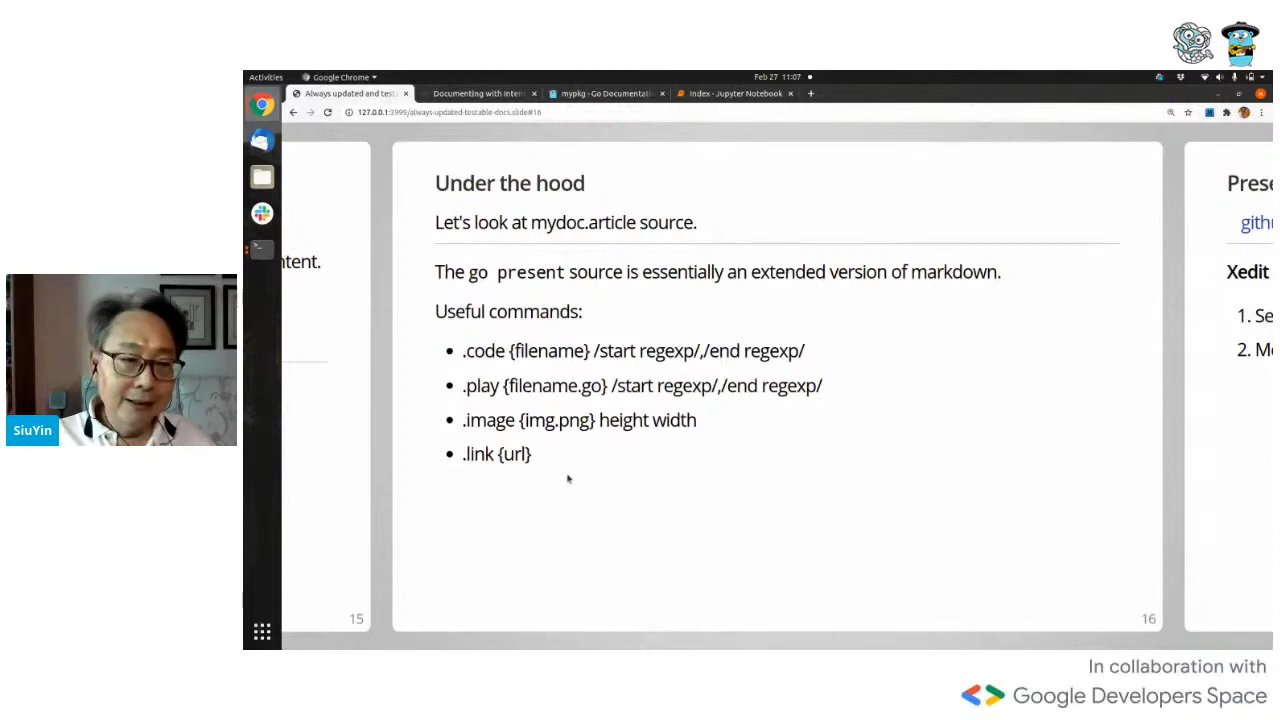 Activities
Google Chrome
Feb 27 11:07
Always updated and testa
Documenting with Intern
mypkg - Go Documentatio
Index - Jupyter Notebook
127.0.0.1:3999/always-updated-testable-docs.slide#16
ntent.
15
Under the hood
Let's look at mydoc.article source.
The go present source is essentially an extended version of markdown.
Useful commands:
• .code {filename} /start regexp/,/end regexp/
• .play {filename.go} /start regexp/,/end regexp/
• .image {img.png} height width
• .link {url}
16
Prese
githu
Xedit
1. Se
2. Mo
SiuYin
In collaboration with
Google Developers Space